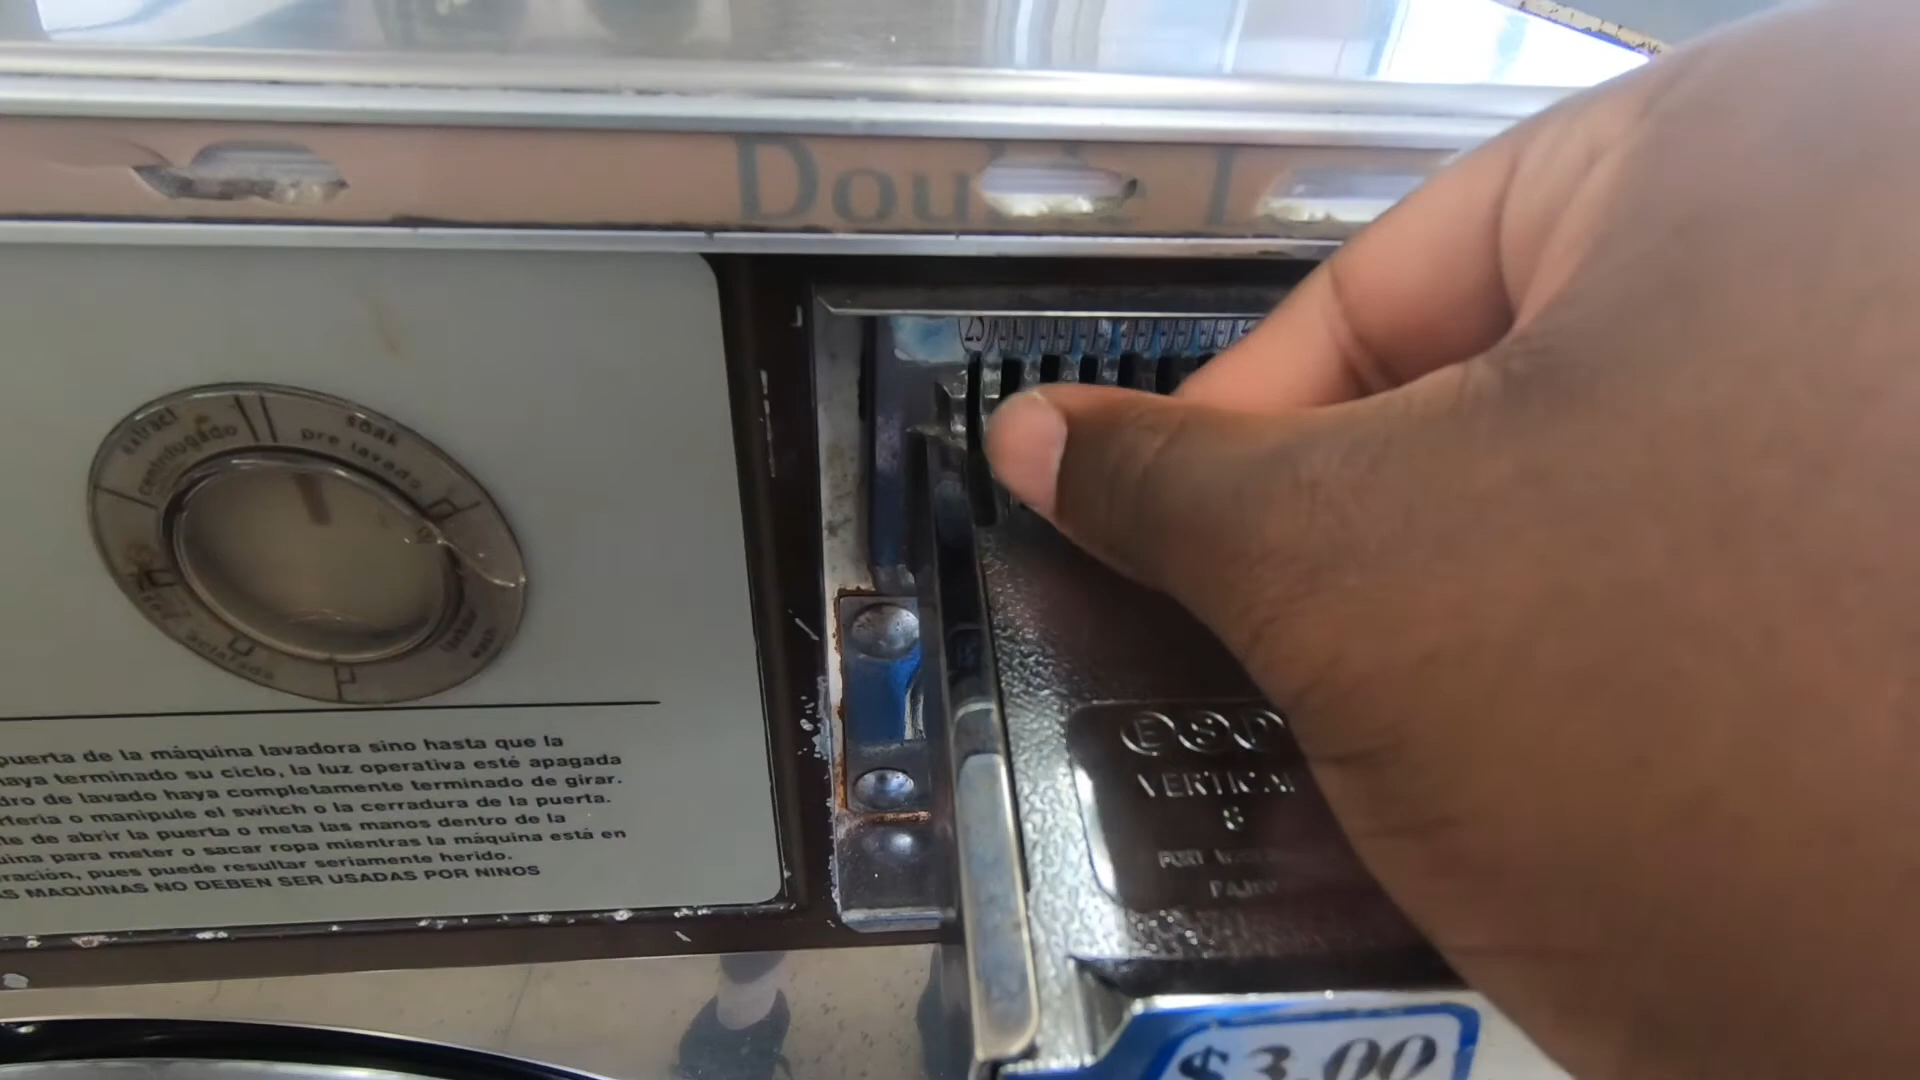 Double L
25
extract
centrifugado
soak
pre lavado
wash
puerta de la máquina lavadora sino hasta que la
haya terminado su ciclo, la luz operativa esté apagada
dro de lavado haya completamente terminado de girar.
rteria o manipule el switch o la cerradura de la puerta.
te de abrir la puerta o meta las manos dentro de la
uina para meter o sacar ropa mientras la máquina está en
ración, pues puede resultar seriamente herido.
AS MAQUINAS NO DEBEN SER USADAS POR NINOS
ESD
VERTICAL
8
$3.00